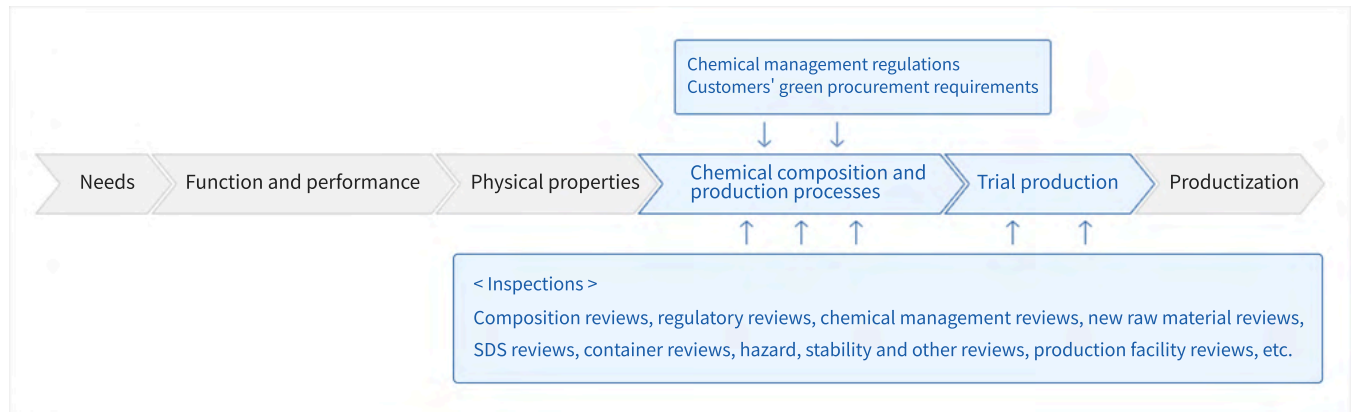 Chemical management regulations
Customers' green procurement requirements
Needs
Function and performance
Physical properties
Chemical composition and
production processes
Trial production
Productization
< Inspections >
Composition reviews, regulatory reviews, chemical management reviews, new raw material reviews,
SDS reviews, container reviews, hazard, stability and other reviews, production facility reviews, etc.